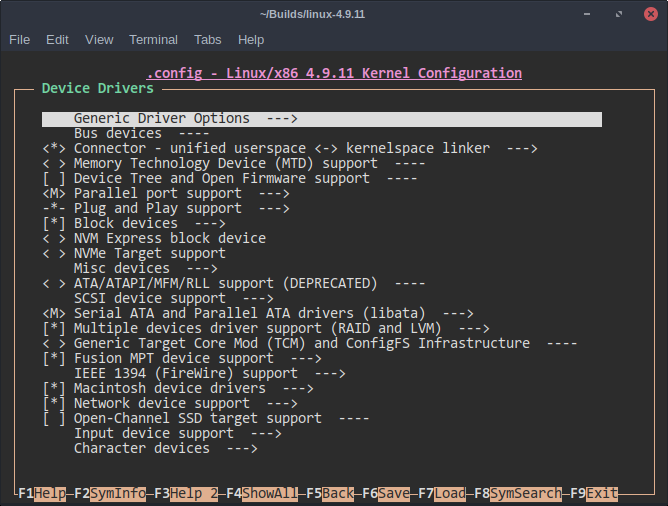 ~/Builds/linux-4.9.11
File Edit View Terminal Tabs Help
.config - Linux/x86 4.9.11 Kernel Configuration
Device Drivers
Generic Driver Options --->
Bus devices ----
<*> Connector - unified userspace <-> kernelspace linker --->
< > Memory Technology Device (MTD) support ----
[ ] Device Tree and Open Firmware support ----
<M> Parallel port support --->
-*- Plug and Play support --->
[*] Block devices --->
< > NVM Express block device
< > NVMe Target support
Misc devices --->
< > ATA/ATAPI/MFM/RLL support (DEPRECATED) ----
SCSI device support --->
<M> Serial ATA and Parallel ATA drivers (libata) --->
[*] Multiple devices driver support (RAID and LVM) --->
< > Generic Target Core Mod (TCM) and ConfigFS Infrastructure ----
[*] Fusion MPT device support --->
IEEE 1394 (FireWire) support --->
[*] Macintosh device drivers --->
[*] Network device support --->
[ ] Open-Channel SSD target support ----
Input device support --->
Character devices --->
F1Help F2SymInfo F3Help 2 F4ShowAll F5Back F6Save F7Load F8SymSearch F9Exit